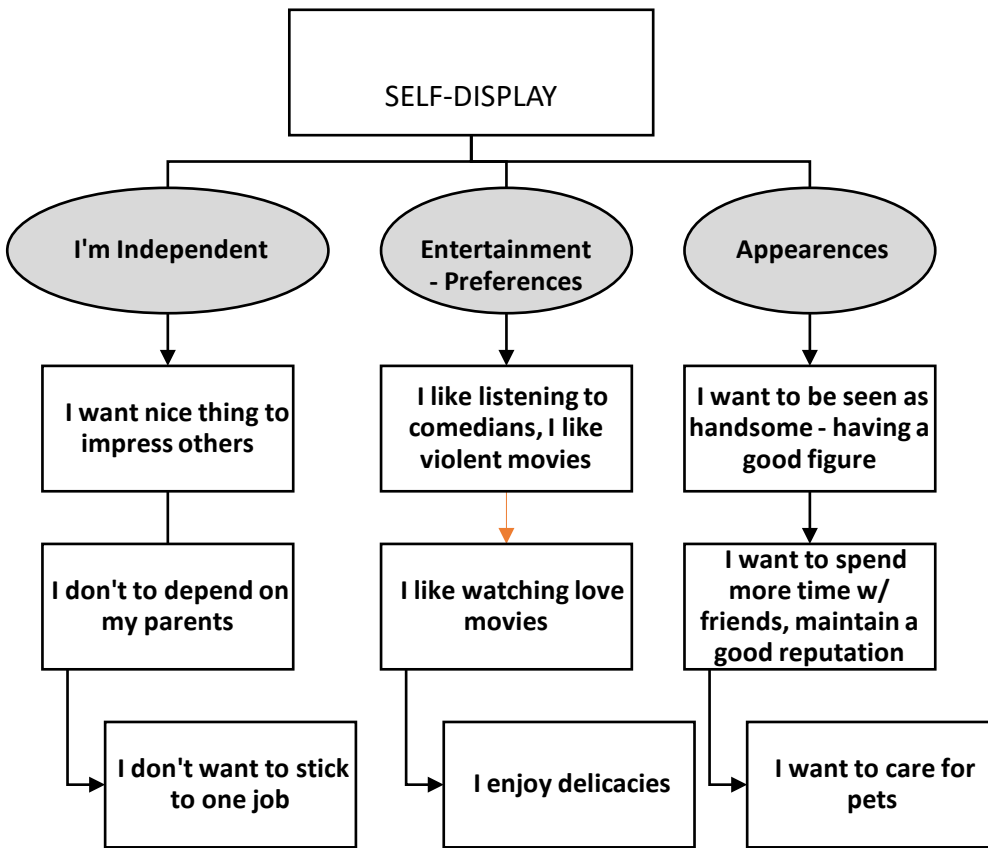 SELF-DISPLAY
I'm Independent
Entertainment
- Preferences
Appearences
I want nice thing to
impress others
I like listening to
comedians, I like
violent movies
I want to be seen as
handsome - having a
good figure
I don't to depend on
my parents
I like watching love
movies
I want to spend
more time w/
friends, maintain a
good reputation
I don't want to stick
to one job
I enjoy delicacies
I want to care for
pets